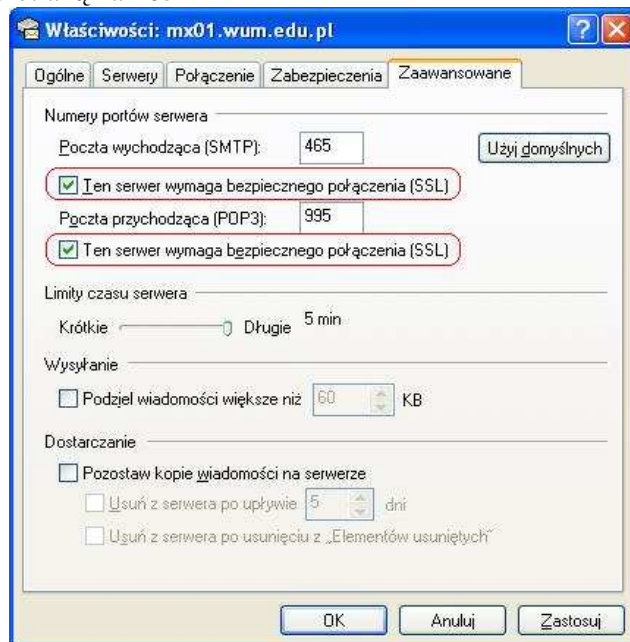 Właściwości: mx01.wum.edu.pl
Ogólne Serwery Połączenie Zabezpieczenia Zaawansowane
Numery portów serwera
Poczta wychodząca (SMTP): 465 Użyj domyślnych
Ten serwer wymaga bezpiecznego połączenia (SSL)
Poczta przychodząca (POP3): 995
Ten serwer wymaga bezpiecznego połączenia (SSL)
Limity czasu serwera
Krótkie Długie 5 min
Wysyłanie
Podziel wiadomości większe niż 60 KB
Dostarczanie
Pozostaw kopie wiadomości na serwerze
Usuń z serwera po upływie 5 dni
Usuń z serwera po usunięciu z „Elementów usuniętych”
OK Anuluj Zastosuj